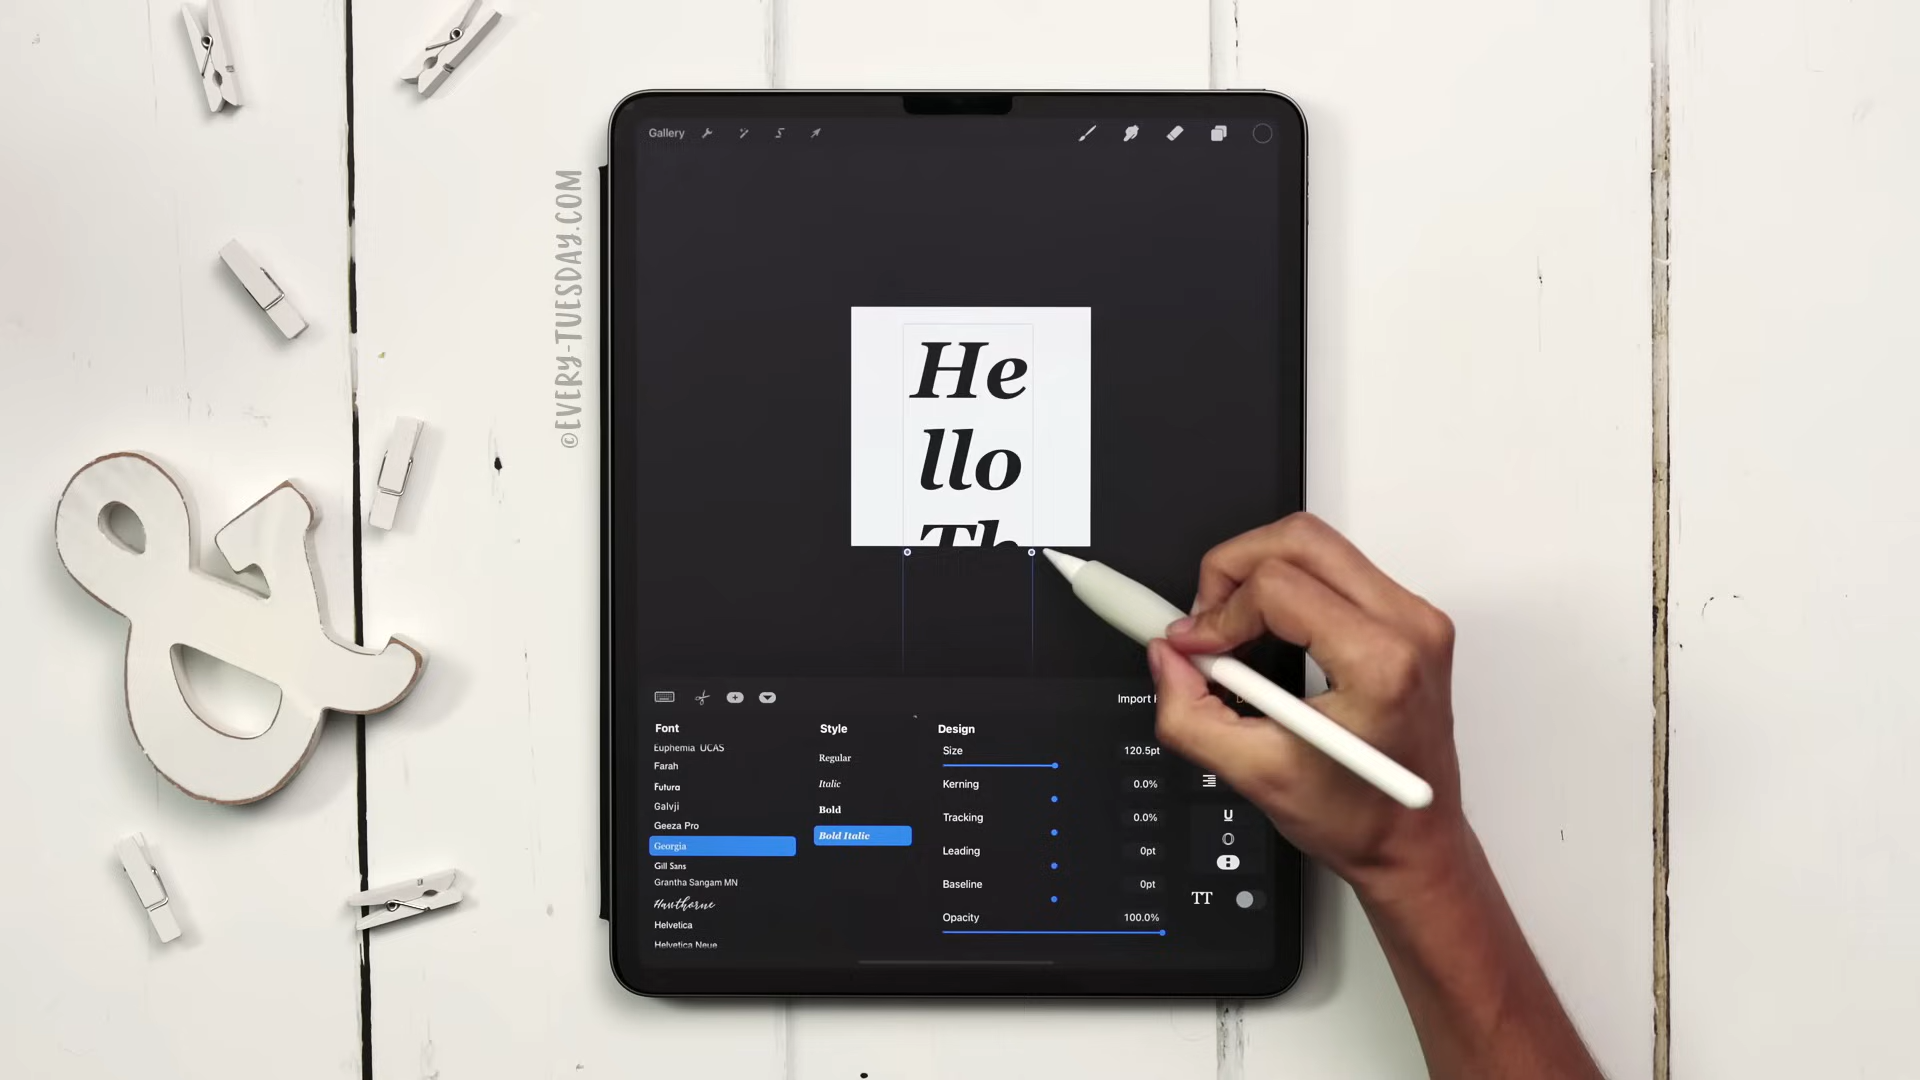 ©EVERY-TUESDAY.COM
Gallery
He
llo
Th
Import
Font
Euphemia UCAS
Farah
Futura
Galvji
Geeza Pro
Georgia
Gill Sans
Grantha Sangam MN
Hawthorne
Helvetica
Helvetica Neue
Style
Regular
Italic
Bold
Bold Italic
Design
Size 120.5pt
Kerning 0.0%
Tracking 0.0%
Leading 0pt
Baseline 0pt
Opacity 100.0%
U
O
TT
&